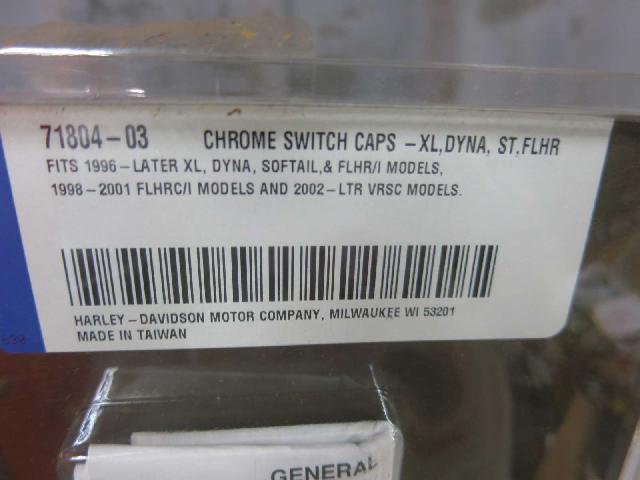 71804-03 CHROME SWITCH CAPS -XL,DYNA, ST,FLHR
FITS 1996-LATER XL, DYNA, SOFTAIL,& FLHR/I MODELS,
1998-2001 FLHRC/I MODELS AND 2002-LTR VRSC MODELS.
HARLEY-DAVIDSON MOTOR COMPANY, MILWAUKEE WI 53201
MADE IN TAIWAN
GENERAL